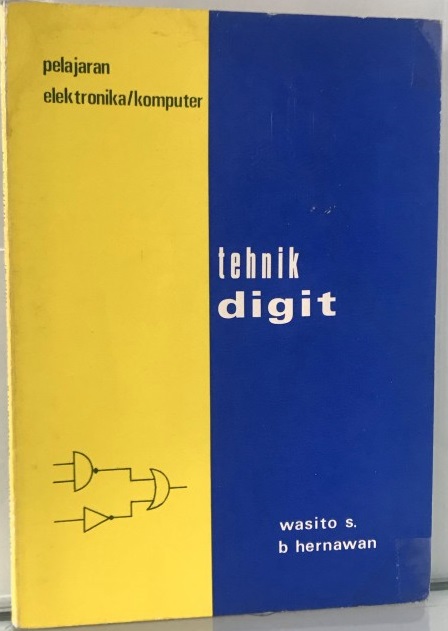 pelajaran
elektronika/komputer
tehnik
digit
wasito s.
b hernawan